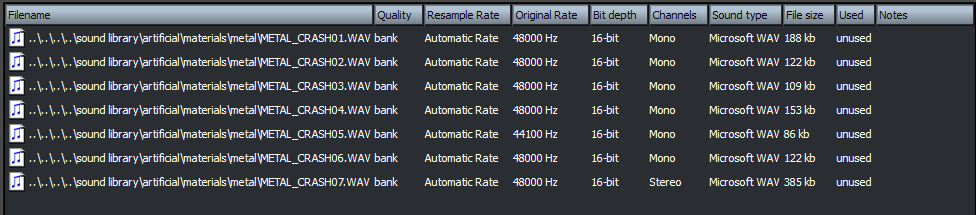 Filename Quality Resample Rate Original Rate Bit depth Channels Sound type File size Used Notes
..\..\..\..\sound library\artificial\materials\metal\METAL_CRASH01.WAV bank Automatic Rate 48000 Hz 16-bit Mono Microsoft WAV 188 kb unused
..\..\..\..\sound library\artificial\materials\metal\METAL_CRASH02.WAV bank Automatic Rate 48000 Hz 16-bit Mono Microsoft WAV 122 kb unused
..\..\..\..\sound library\artificial\materials\metal\METAL_CRASH03.WAV bank Automatic Rate 48000 Hz 16-bit Mono Microsoft WAV 109 kb unused
..\..\..\..\sound library\artificial\materials\metal\METAL_CRASH04.WAV bank Automatic Rate 48000 Hz 16-bit Mono Microsoft WAV 153 kb unused
..\..\..\..\sound library\artificial\materials\metal\METAL_CRASH05.WAV bank Automatic Rate 44100 Hz 16-bit Mono Microsoft WAV 86 kb unused
..\..\..\..\sound library\artificial\materials\metal\METAL_CRASH06.WAV bank Automatic Rate 48000 Hz 16-bit Mono Microsoft WAV 122 kb unused
..\..\..\..\sound library\artificial\materials\metal\METAL_CRASH07.WAV bank Automatic Rate 48000 Hz 16-bit Stereo Microsoft WAV 385 kb unused